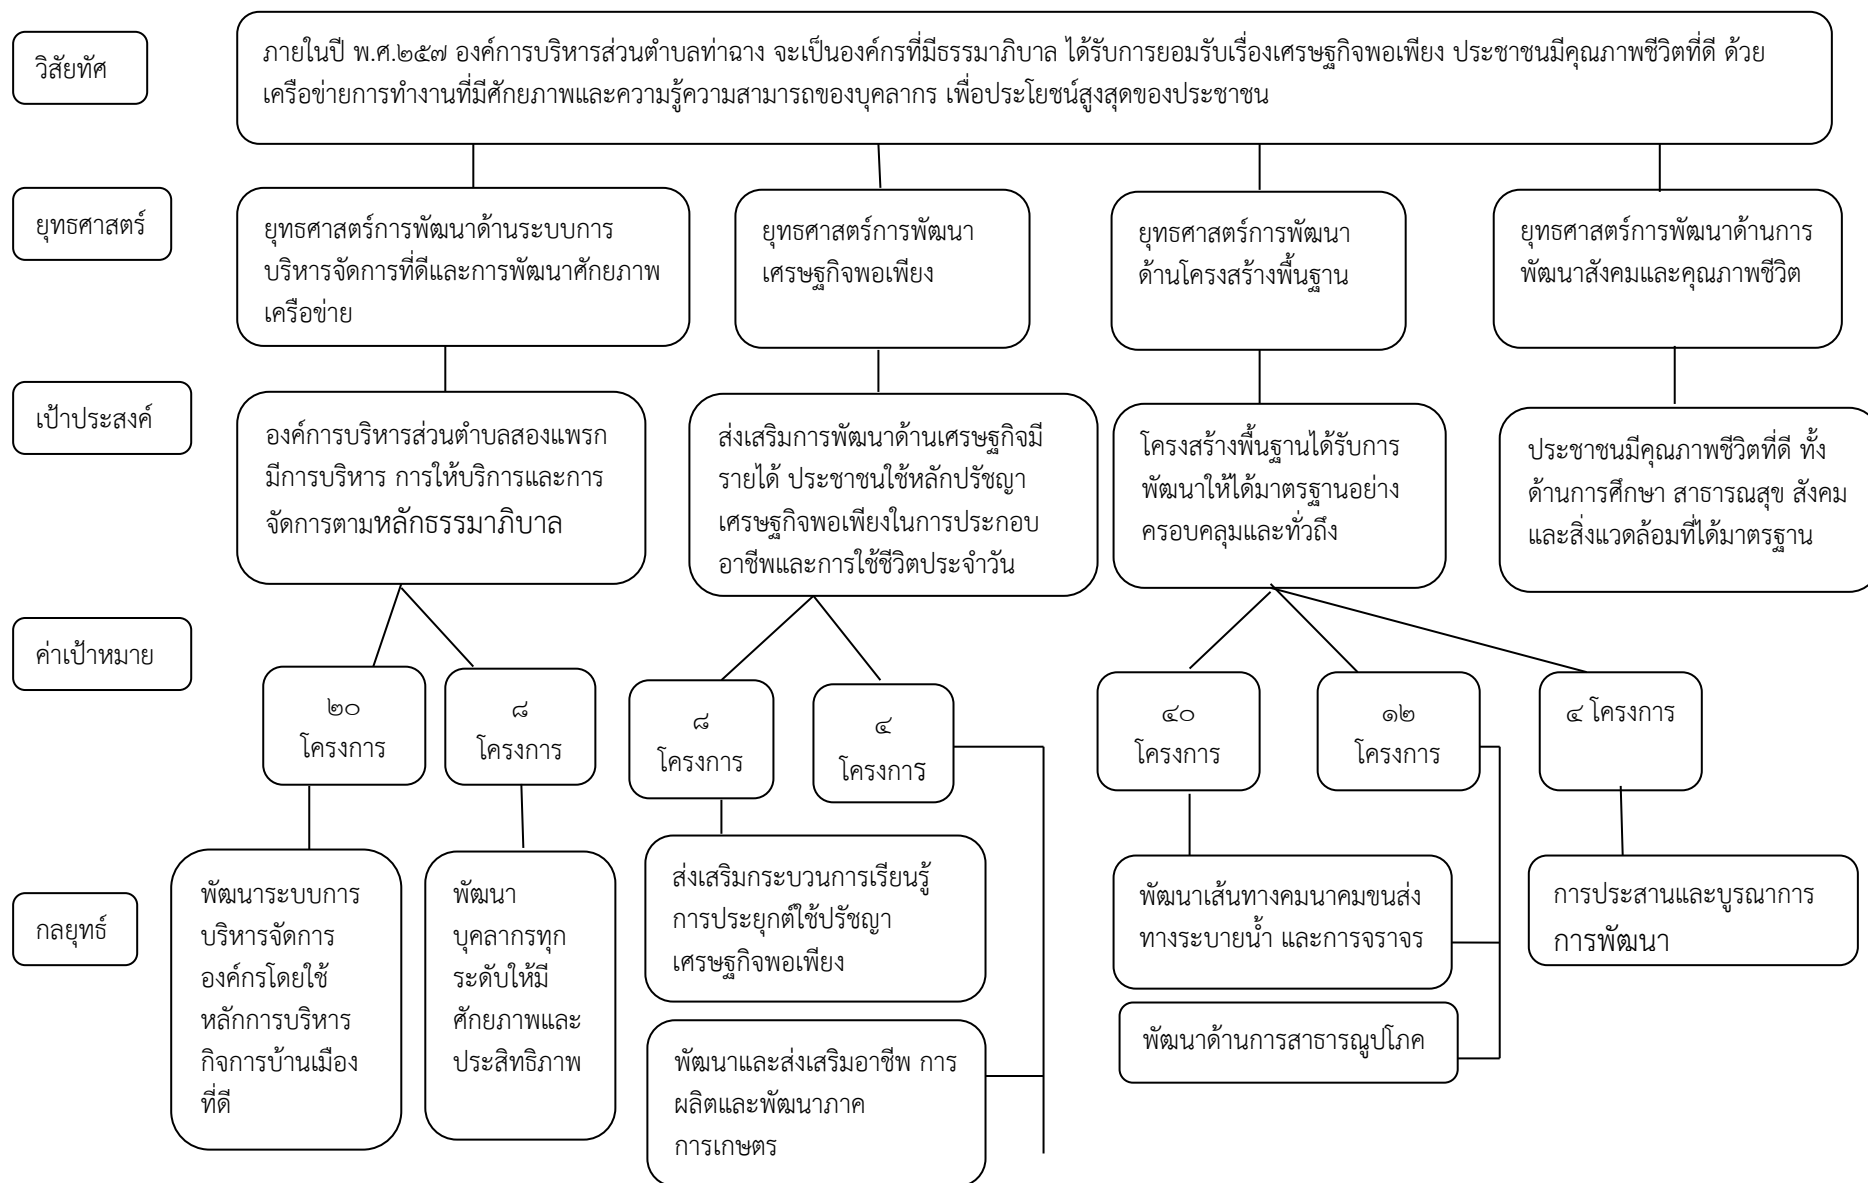 วิสัยทัศ
ภายในปี พ.ศ.๒๕๗ องค์การบริหารส่วนตำบลท่าฉาง จะเป็นองค์กรที่มีธรรมาภิบาล ได้รับการยอมรับเรื่องเศรษฐกิจพอเพียง ประชาชนมีคุณภาพชีวิตที่ดี ด้วย
เครือข่ายการทำงานที่มีศักยภาพและความรู้ความสามารถของบุคลากร เพื่อประโยชน์สูงสุดของประชาชน
ยุทธศาสตร์
ยุทธศาสตร์การพัฒนาด้านระบบการ
บริหารจัดการที่ดีและการพัฒนาศักยภาพ
เครือข่าย
ยุทธศาสตร์การพัฒนา
เศรษฐกิจพอเพียง
ยุทธศาสตร์การพัฒนา
ด้านโครงสร้างพื้นฐาน
ยุทธศาสตร์การพัฒนาด้านการ
พัฒนาสังคมและคุณภาพชีวิต
เป้าประสงค์
องค์การบริหารส่วนตำบลสองแพรก
มีการบริหาร การให้บริการและการ
จัดการตามหลักธรรมาภิบาล
ส่งเสริมการพัฒนาด้านเศรษฐกิจมี
รายได้ ประชาชนใช้หลักปรัชญา
เศรษฐกิจพอเพียงในการประกอบ
อาชีพและการใช้ชีวิตประจำวัน
โครงสร้างพื้นฐานได้รับการ
พัฒนาให้ได้มาตรฐานอย่าง
ครอบคลุมและทั่วถึง
ประชาชนมีคุณภาพชีวิตที่ดี ทั้ง
ด้านการศึกษา สาธารณสุข สังคม
และสิ่งแวดล้อมที่ได้มาตรฐาน
ค่าเป้าหมาย
๒๐
โครงการ
๘
โครงการ
๘
โครงการ
๔
โครงการ
๔๐
โครงการ
๑๒
โครงการ
๔ โครงการ
กลยุทธ์
พัฒนาระบบการ
บริหารจัดการ
องค์กรโดยใช้
หลักการบริหาร
กิจการบ้านเมือง
ที่ดี
พัฒนา
บุคลากรทุก
ระดับให้มี
ศักยภาพและ
ประสิทธิภาพ
ส่งเสริมกระบวนการเรียนรู้
การประยุกต์ใช้ปรัชญา
เศรษฐกิจพอเพียง
พัฒนาและส่งเสริมอาชีพ การ
ผลิตและพัฒนาภาค
การเกษตร
พัฒนาเส้นทางคมนาคมขนส่ง
ทางระบายน้ำ และการจราจร
พัฒนาด้านการสาธารณูปโภค
การประสานและบูรณาการ
การพัฒนา